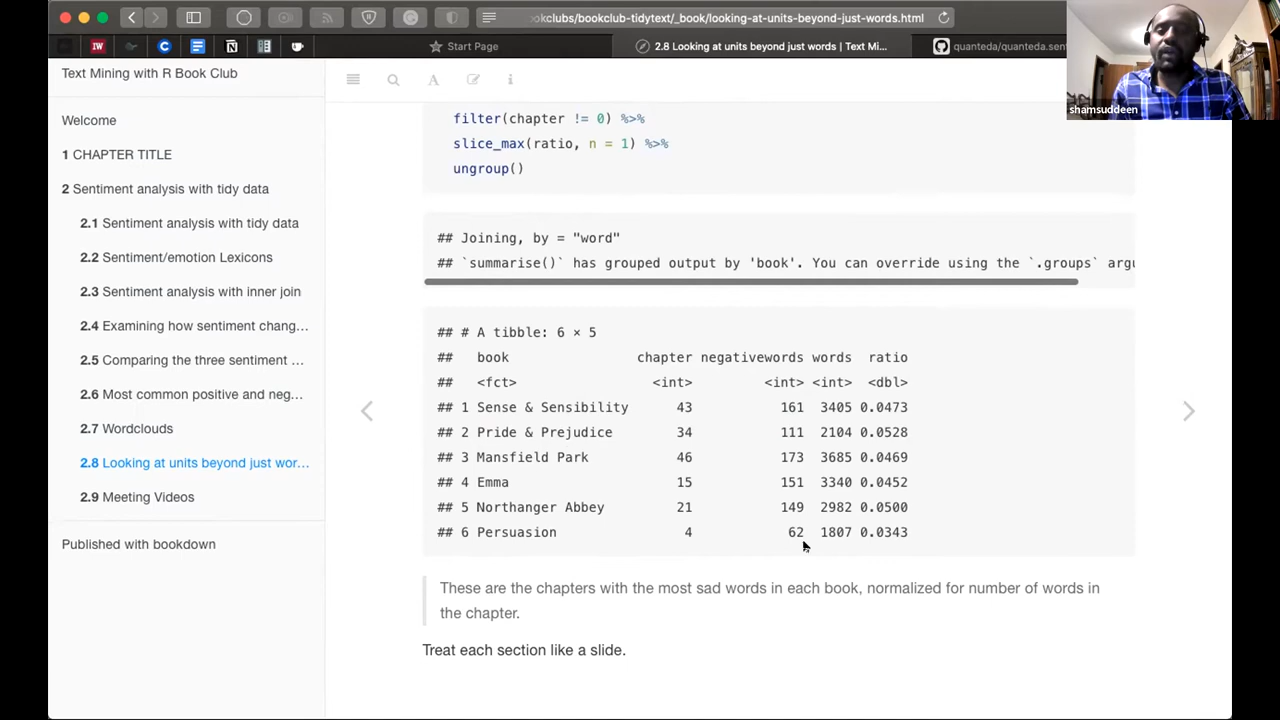 okclubs/bookclub-tidytext/_book/looking-at-units-beyond-just-words.html
Start Page
2.8 Looking at units beyond just words | Text Mi...
quanteda/quanteda.sent
shamsuddeen
Text Mining with R Book Club
Welcome
1 CHAPTER TITLE
2 Sentiment analysis with tidy data
2.1 Sentiment analysis with tidy data
2.2 Sentiment/emotion Lexicons
2.3 Sentiment analysis with inner join
2.4 Examining how sentiment chang...
2.5 Comparing the three sentiment ...
2.6 Most common positive and neg...
2.7 Wordclouds
2.8 Looking at units beyond just wor...
2.9 Meeting Videos
Published with bookdown
filter(chapter != 0) %>%
slice_max(ratio, n = 1) %>%
ungroup()
## Joining, by = "word"
## `summarise()` has grouped output by 'book'. You can override using the `.groups` argu
## # A tibble: 6 × 5
##   book                chapter negativewords words  ratio
##   <fct>                 <int>         <int> <int>  <dbl>
## 1 Sense & Sensibility      43           161  3405 0.0473
## 2 Pride & Prejudice        34           111  2104 0.0528
## 3 Mansfield Park           46           173  3685 0.0469
## 4 Emma                     15           151  3340 0.0452
## 5 Northanger Abbey         21           149  2982 0.0500
## 6 Persuasion                4            62  1807 0.0343
These are the chapters with the most sad words in each book, normalized for number of words in
the chapter.
Treat each section like a slide.